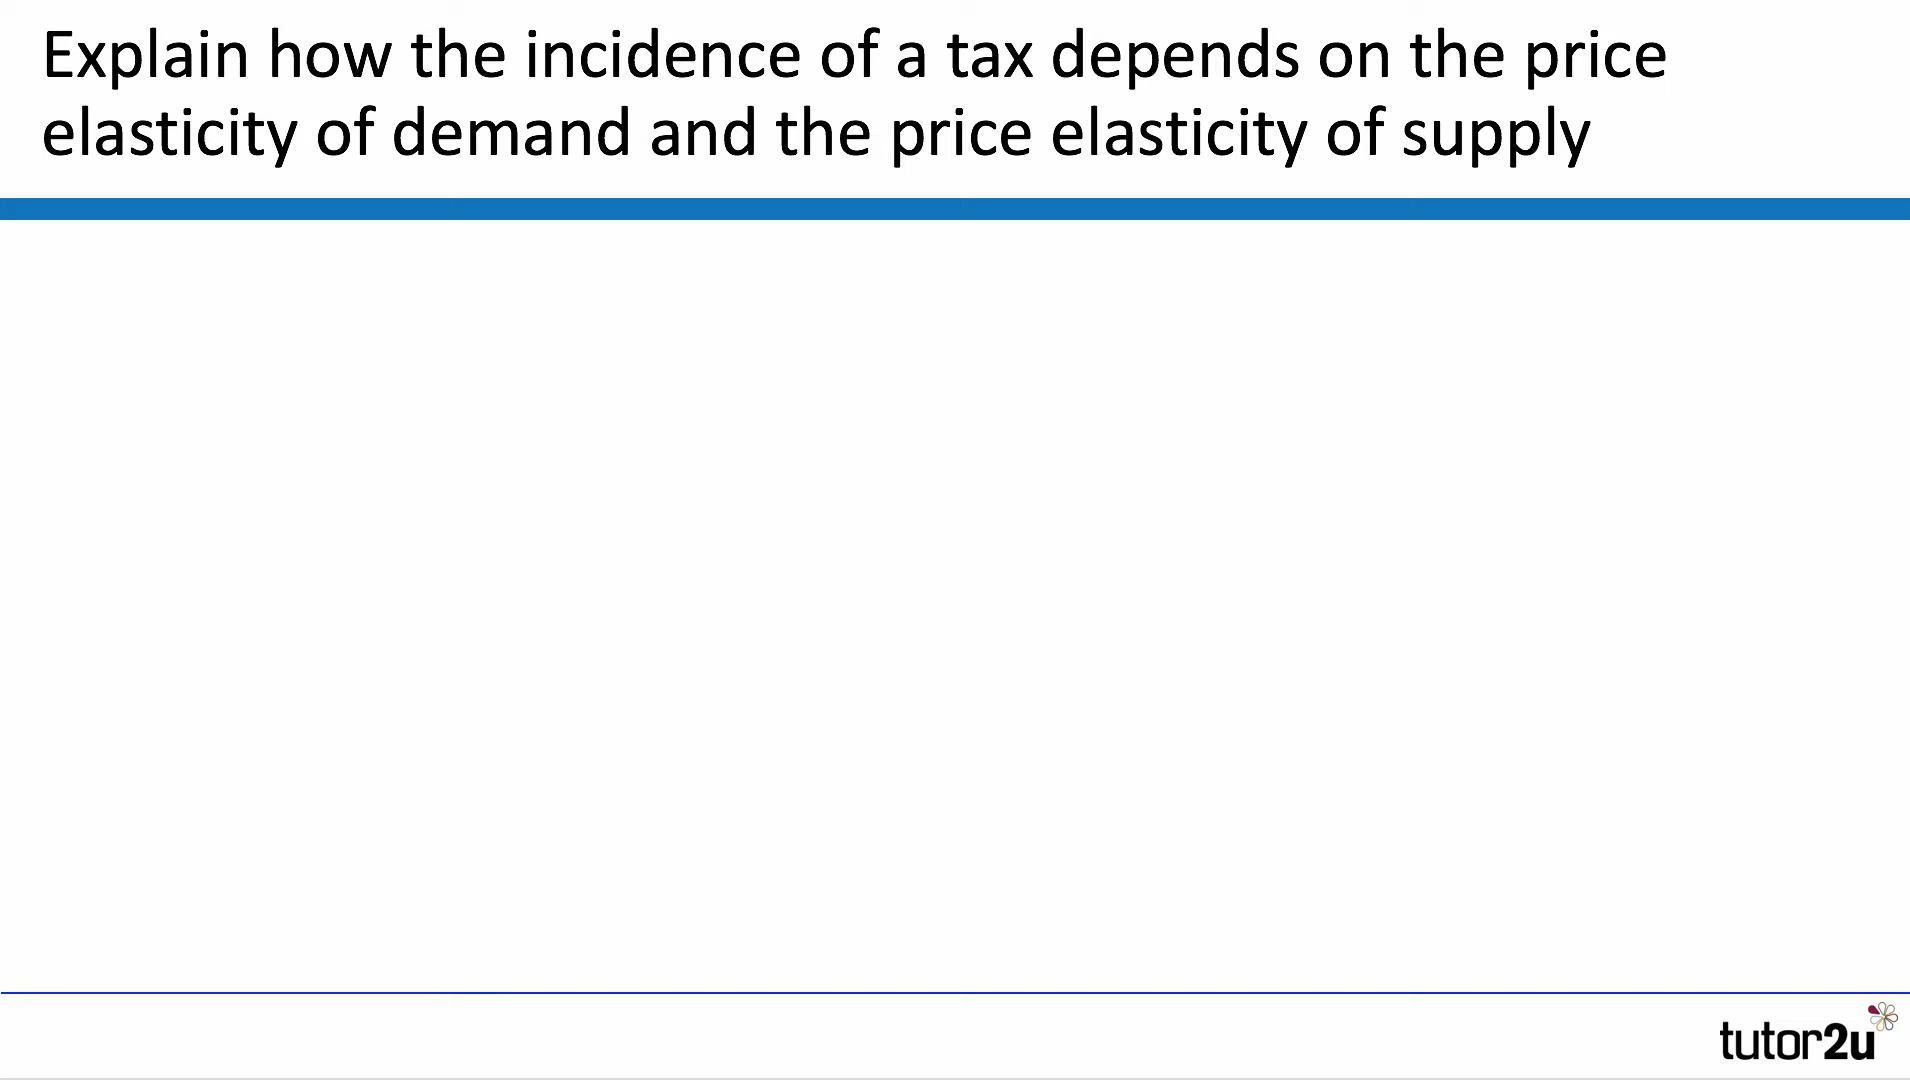 Explain how the incidence of a tax depends on the price
elasticity of demand and the price elasticity of supply
tutor2u